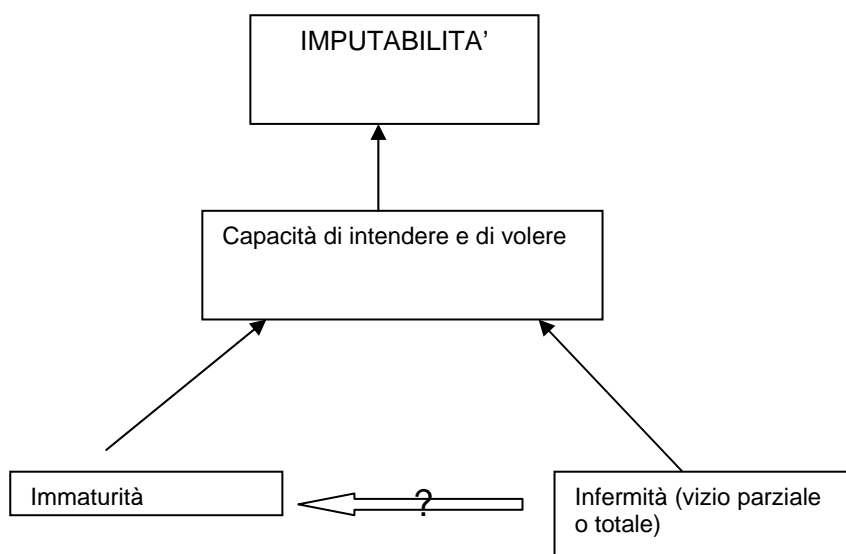 IMPUTABILITA’
Capacità di intendere e di volere
Immaturità
?
Infermità (vizio parziale
o totale)